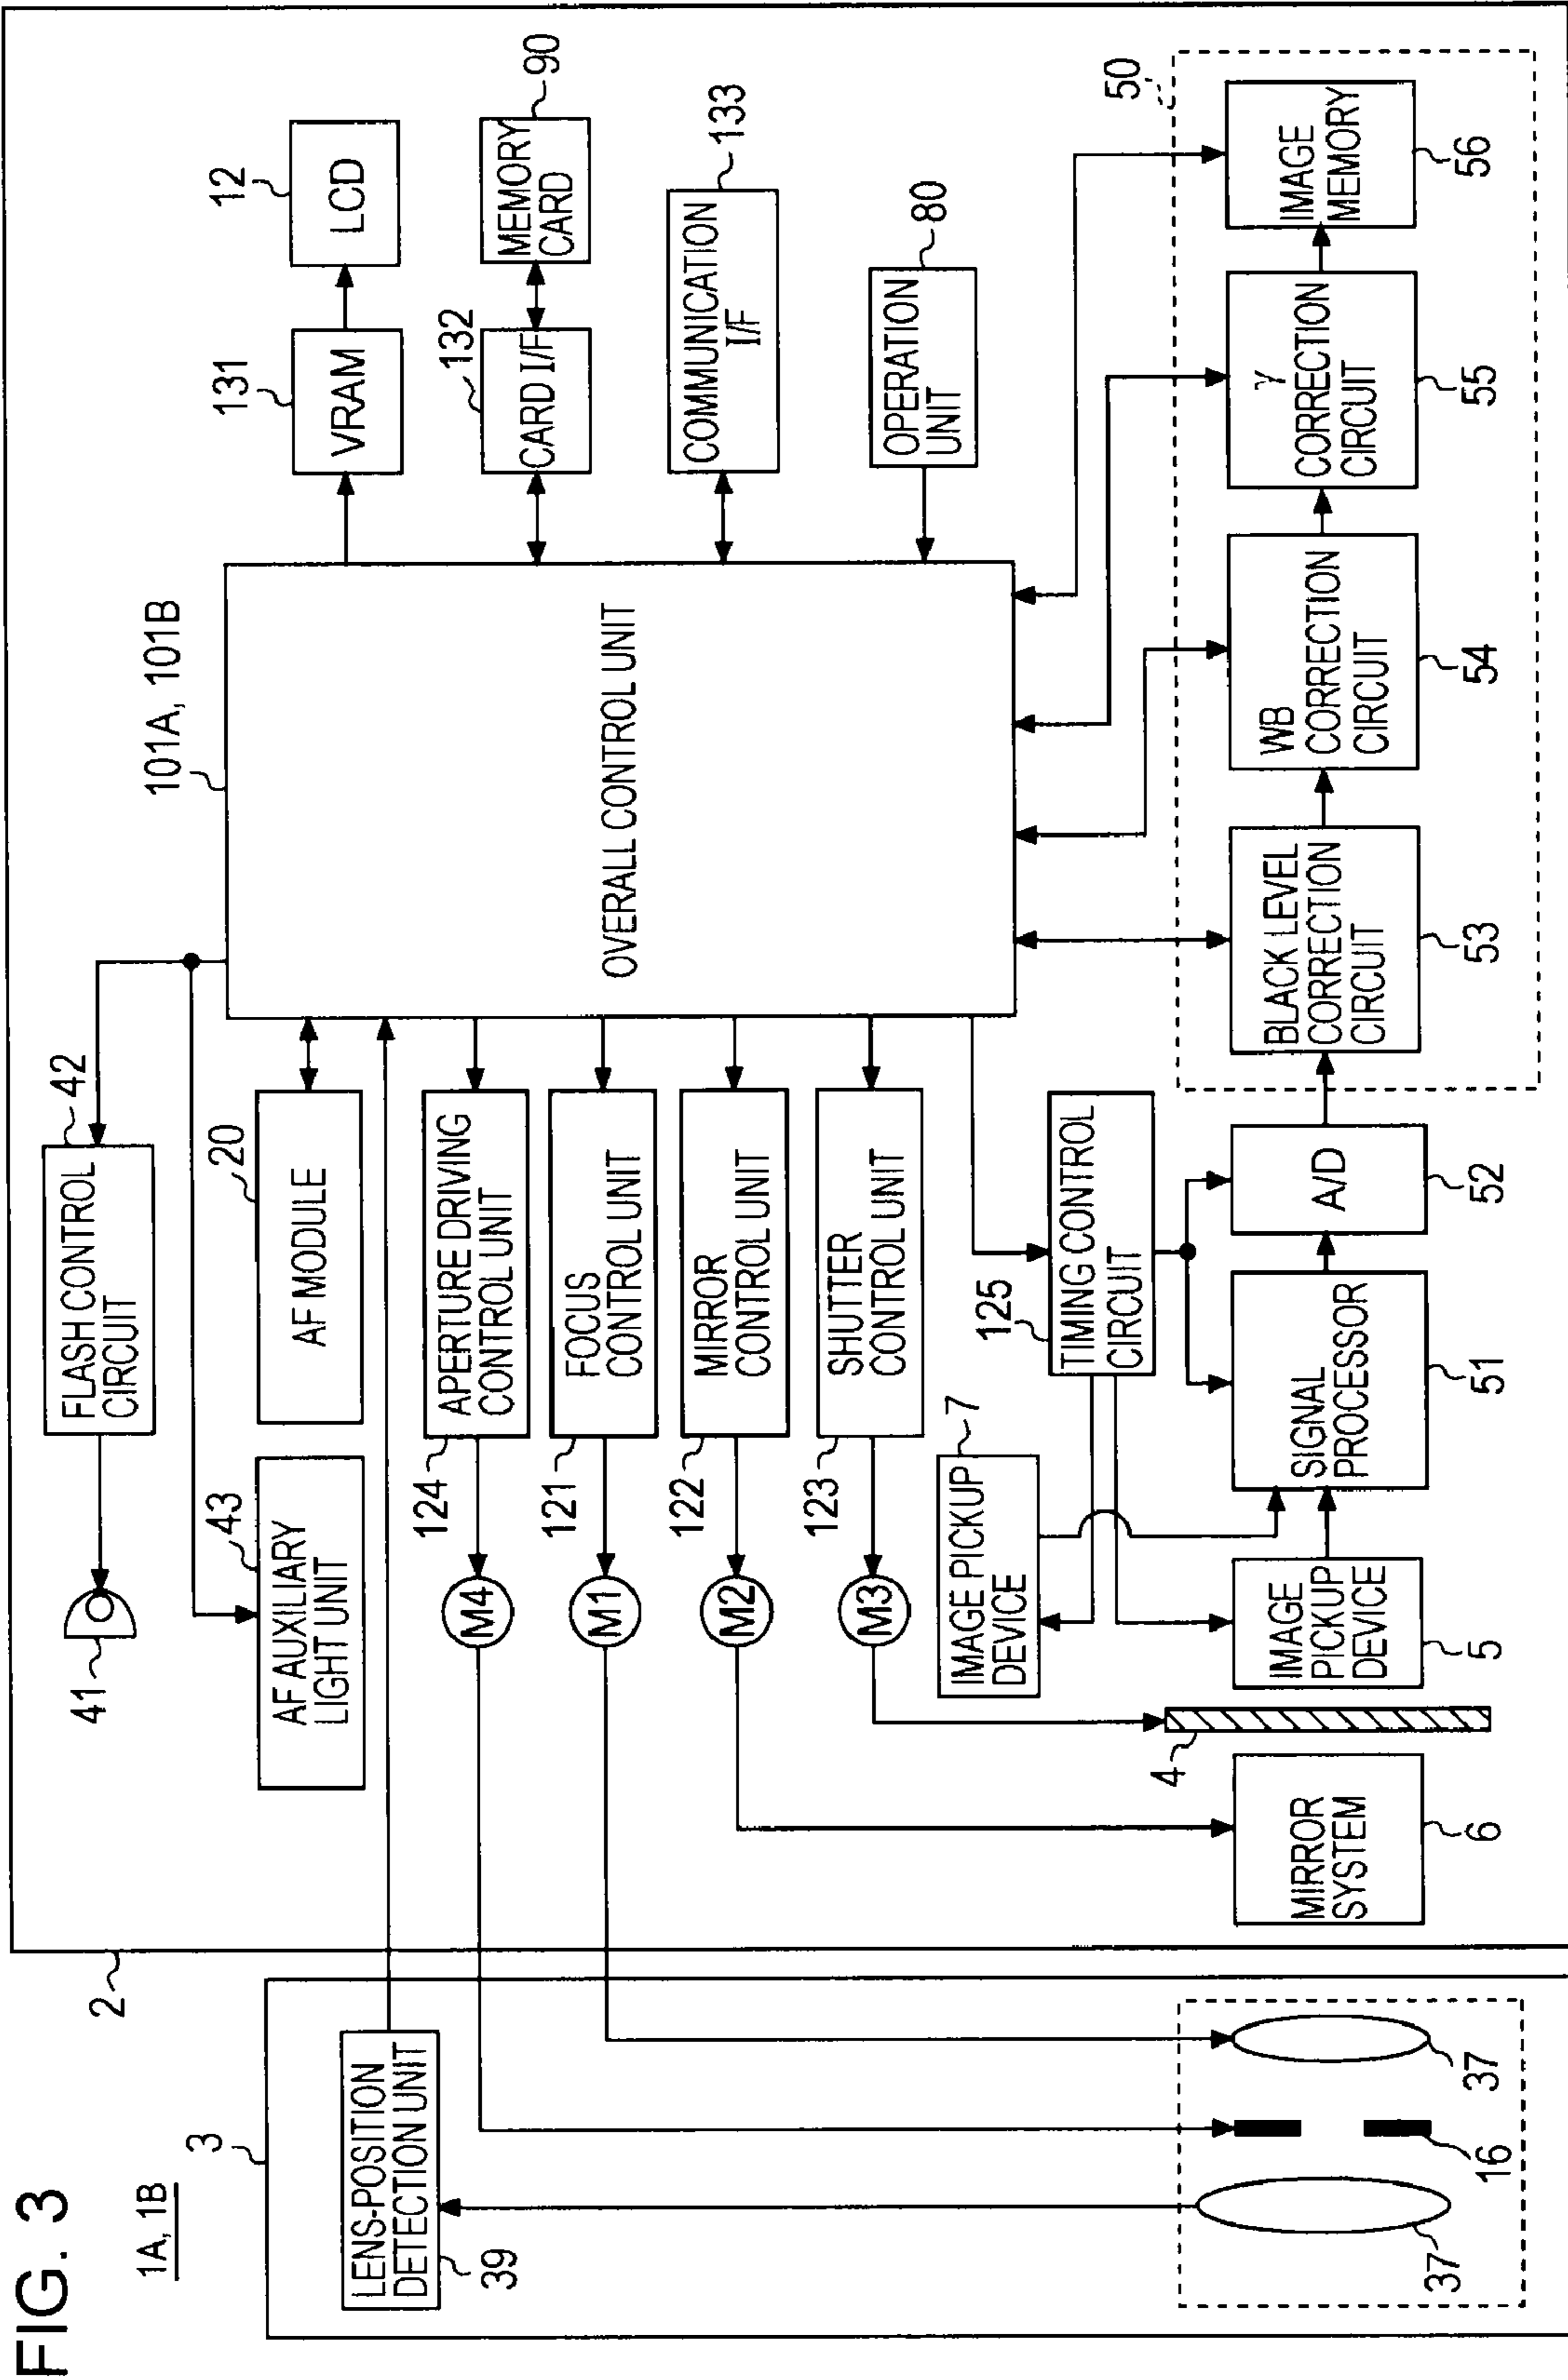 FIG. 3
1A, 1B
3
LENS-POSITION
DETECTION UNIT
39
37
16
37
2
41
FLASH CONTROL
CIRCUIT
42
AF AUXILIARY
LIGHT UNIT
43
AF MODULE
20
APERTURE DRIVING
CONTROL UNIT
124
M4
FOCUS
CONTROL UNIT
121
M1
MIRROR
CONTROL UNIT
122
M2
SHUTTER
CONTROL UNIT
123
M3
101A, 101B
OVERALL CONTROL UNIT
131
VRAM
12
LCD
132
CARD I/F
MEMORY
CARD
90
COMMUNICATION
I/F
133
OPERATION
UNIT
80
IMAGE PICKUP
DEVICE
7
125
TIMING CONTROL
CIRCUIT
4
MIRROR
SYSTEM
6
IMAGE
PICKUP
DEVICE
5
SIGNAL
PROCESSOR
51
A/D
52
50
BLACK LEVEL
CORRECTION
CIRCUIT
53
WB
CORRECTION
CIRCUIT
54
γ
CORRECTION
CIRCUIT
55
IMAGE
MEMORY
56